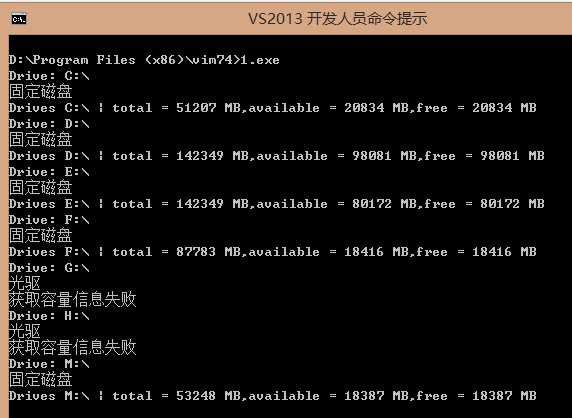 VS2013 开发人员命令提示
D:\Program Files (x86)\vim74>1.exe
Drive: C:\
固定磁盘
Drives C:\ | total = 51207 MB,available = 20834 MB,free = 20834 MB
Drive: D:\
固定磁盘
Drives D:\ | total = 142349 MB,available = 98081 MB,free = 98081 MB
Drive: E:\
固定磁盘
Drives E:\ | total = 142349 MB,available = 80172 MB,free = 80172 MB
Drive: F:\
固定磁盘
Drives F:\ | total = 87783 MB,available = 18416 MB,free = 18416 MB
Drive: G:\
光驱
获取容量信息失败
Drive: H:\
光驱
获取容量信息失败
Drive: M:\
固定磁盘
Drives M:\ | total = 53248 MB,available = 18387 MB,free = 18387 MB